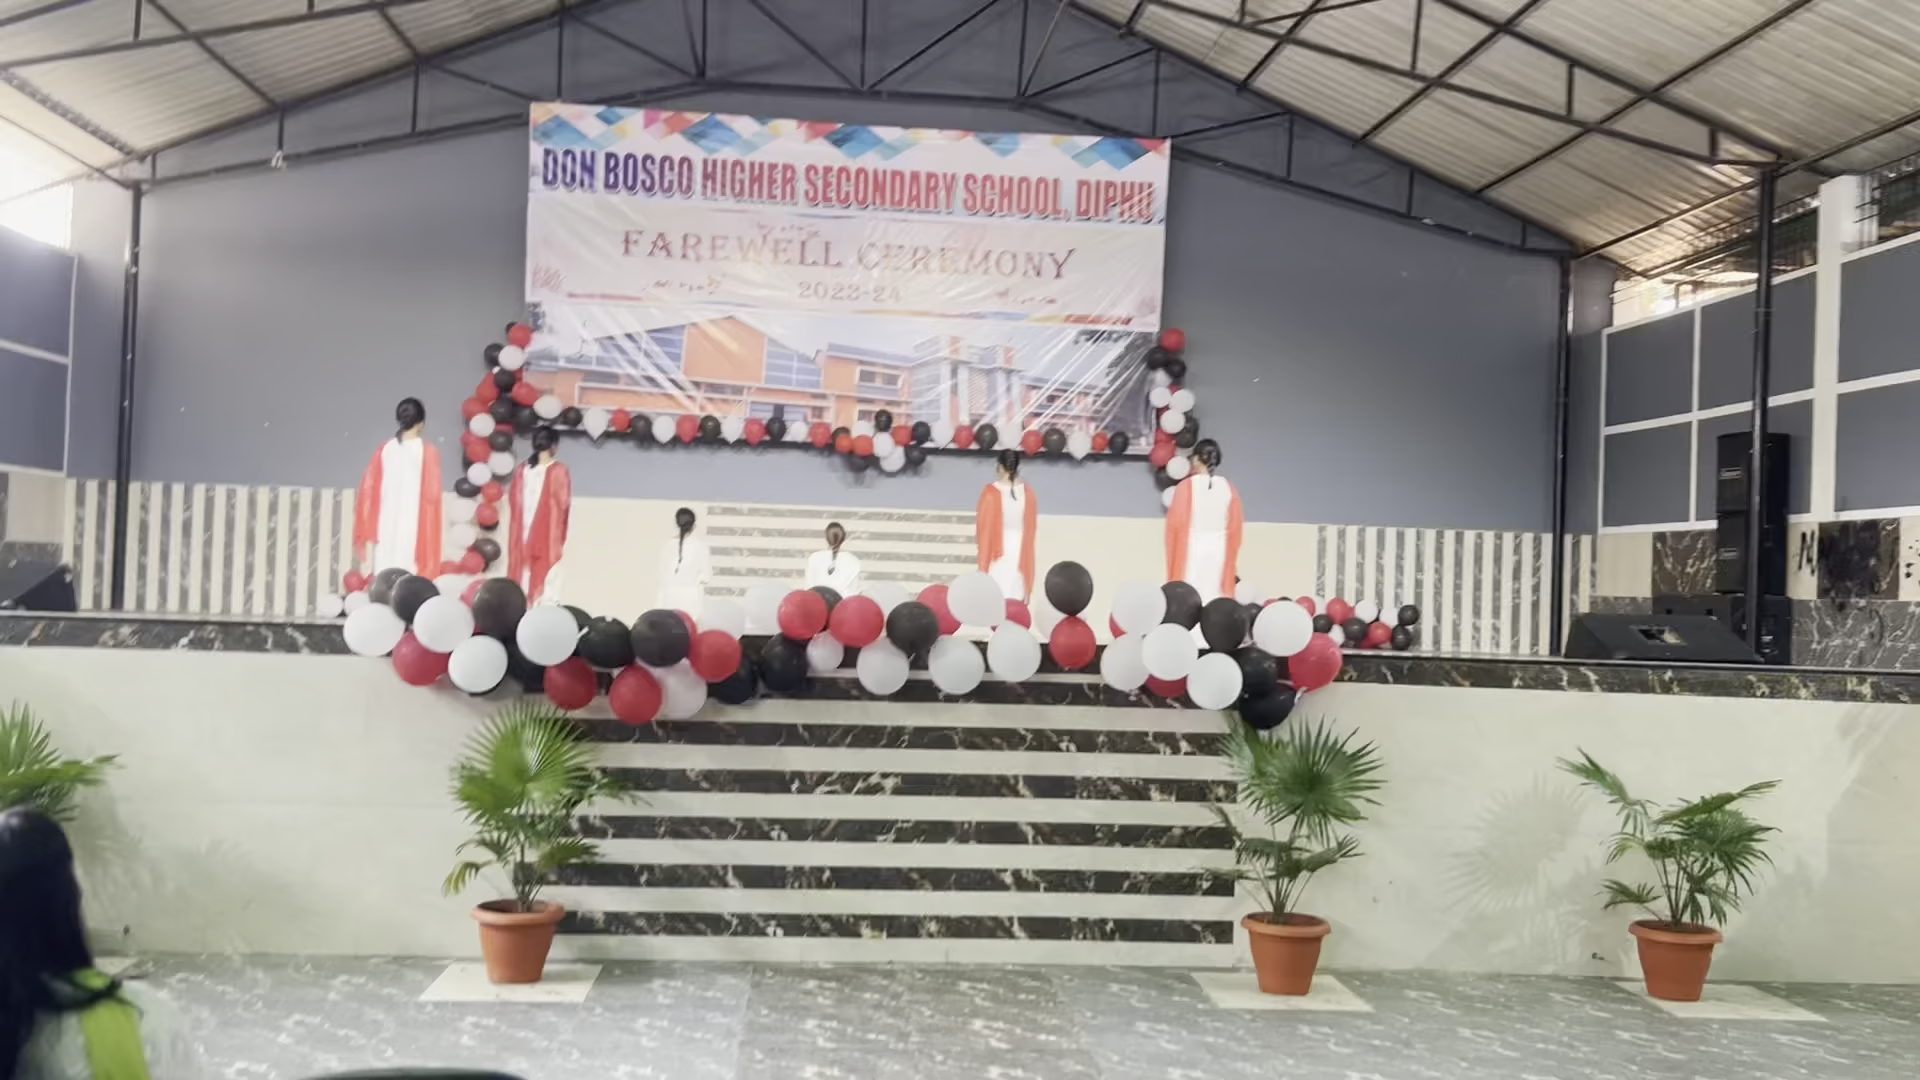 DON BOSCO HIGHER SECONDARY SCHOOL, DIPHU
FAREWELL CEREMONY
2023-24